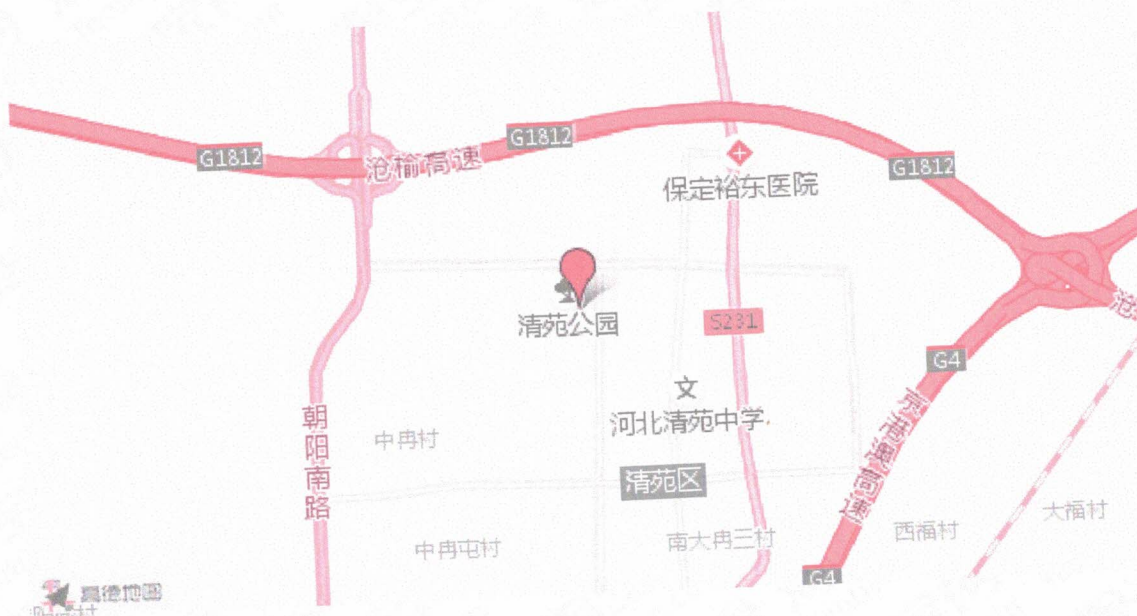 G1812
沧榆高速
G1812
保定裕东医院
G1812
清苑公园
S231
沧
G4
文
河北清苑中学
京港澳高速
朝阳南路
中冉村
清苑区
中冉屯村
南大冉三村
西福村
大福村
G4
高德地图